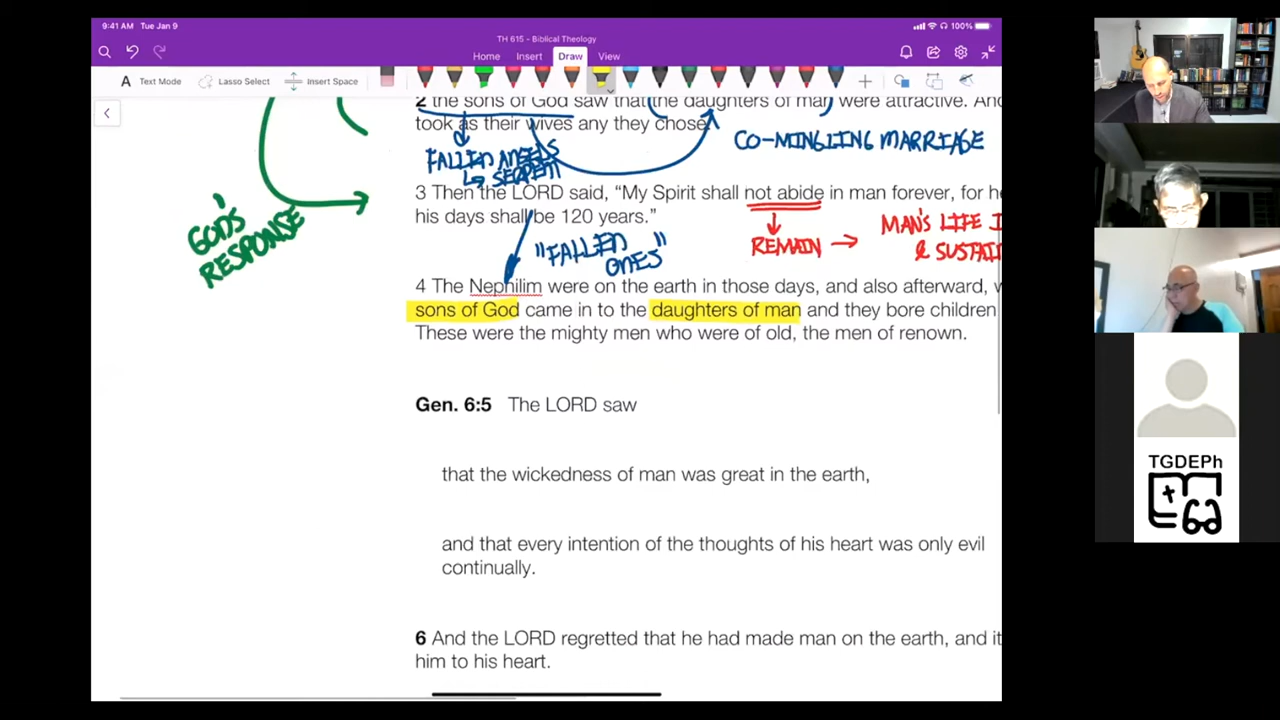 9:41 AM Tue Jan 9
100%
TH 615 - Biblical Theology
Home Insert Draw View
Text Mode Lasso Select Insert Space
2 the sons of God saw that the daughters of man were attractive. And
took as their wives any they chose.
CO-MINGLING MARRIAGE
FALLEN ANGELS
↳ SERPENT
3 Then the LORD said, “My Spirit shall not abide in man forever, for he
his days shall be 120 years.”
GOD'S
RESPONSE
"FALLEN
ONES"
REMAIN → MAN'S LIFE I
& SUSTAI
4 The Nephilim were on the earth in those days, and also afterward, w
sons of God came in to the daughters of man and they bore children
These were the mighty men who were of old, the men of renown.
Gen. 6:5 The LORD saw
that the wickedness of man was great in the earth,
and that every intention of the thoughts of his heart was only evil
continually.
6 And the LORD regretted that he had made man on the earth, and it
him to his heart.
TGDEPh